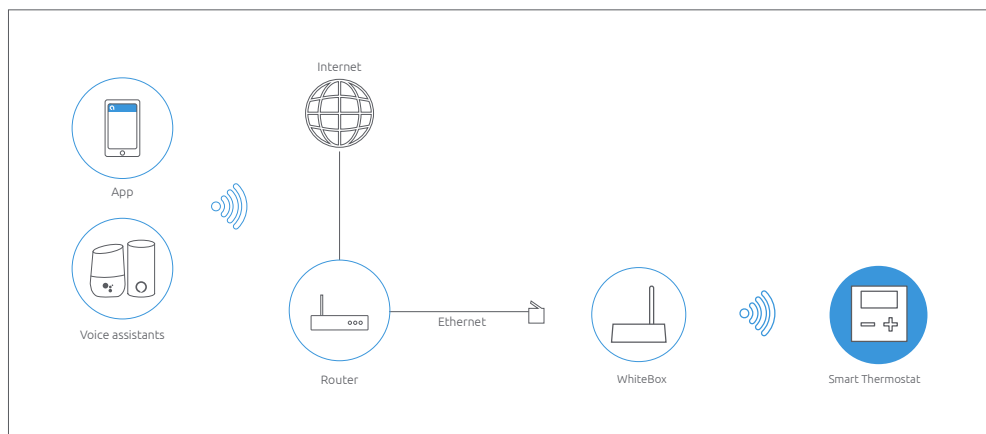 Internet
App
Voice assistants
Ethernet
Router
WhiteBox
Smart Thermostat